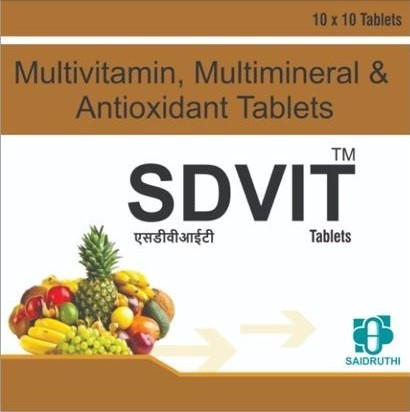 10 x 10 Tablets
Multivitamin, Multimineral &
Antioxidant Tablets
SDVIT™
एसडीवीआईटी Tablets
SAIDRUTHI